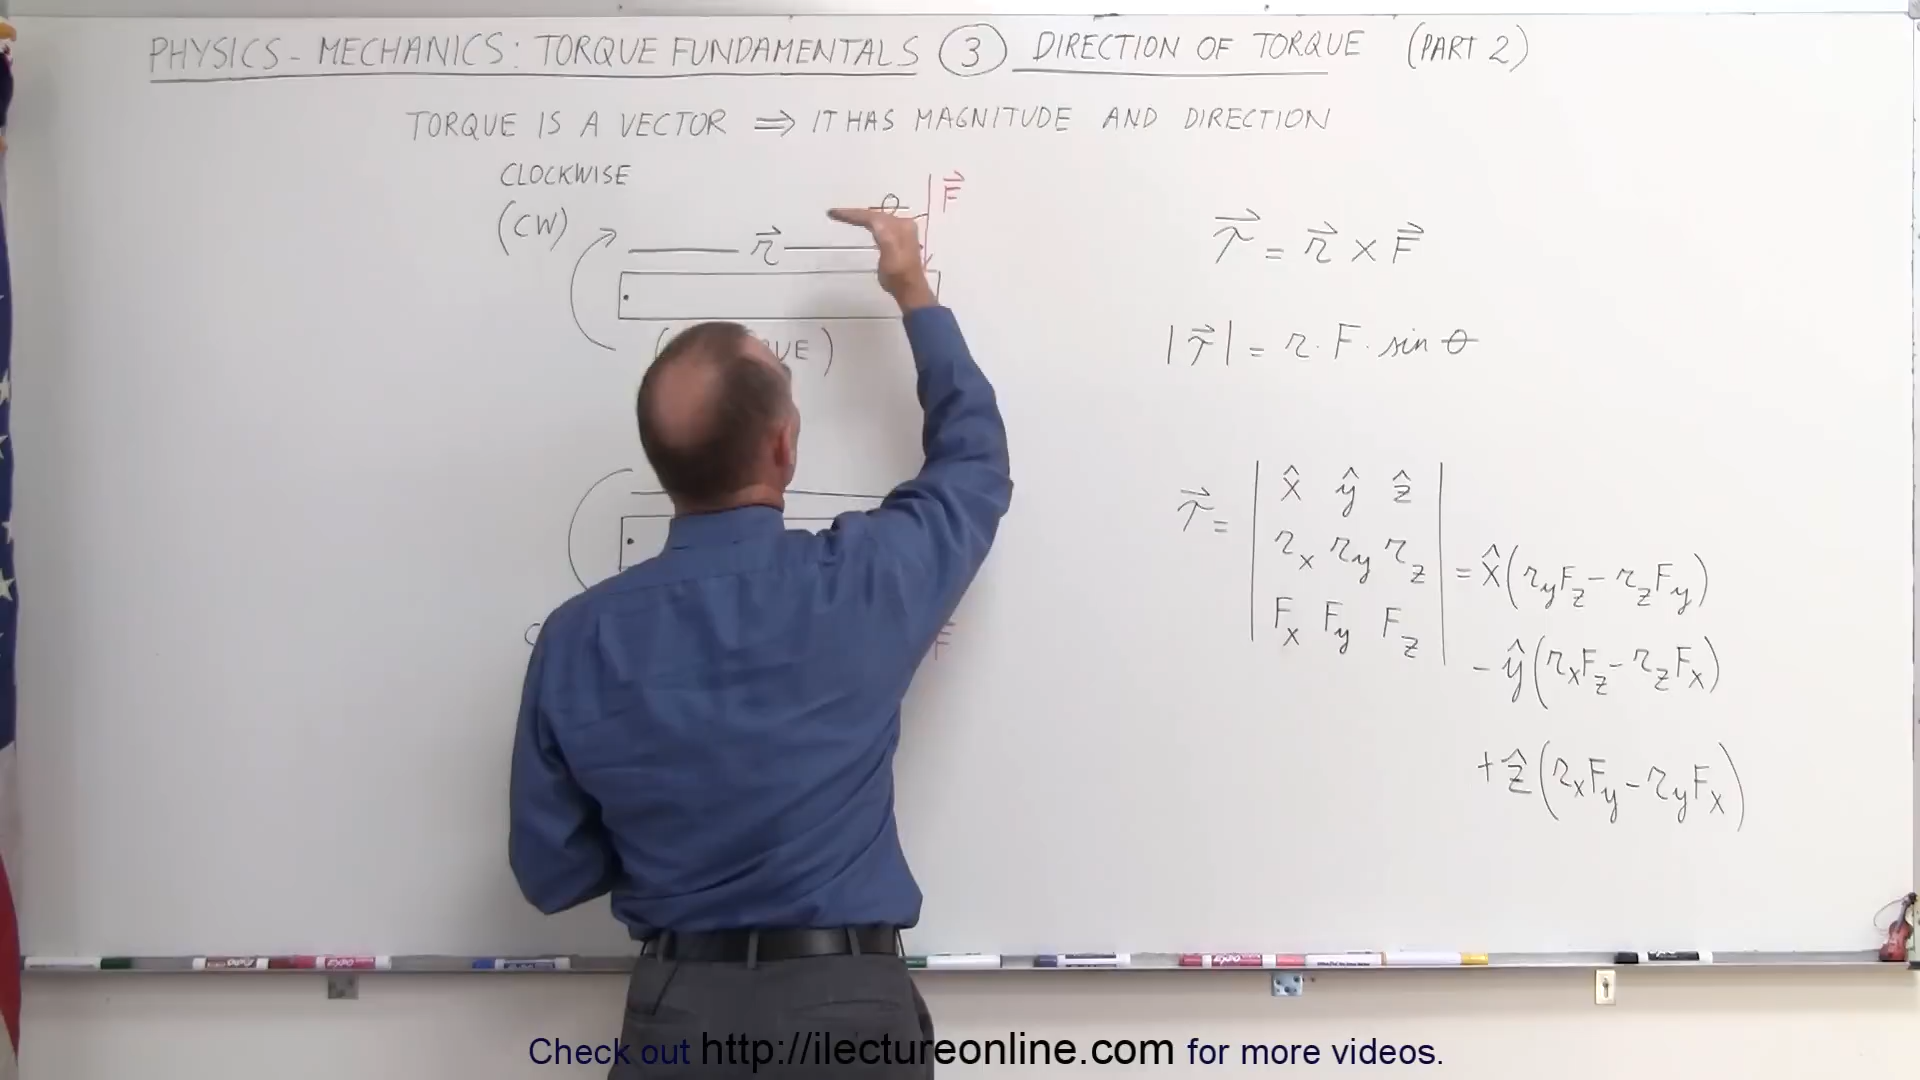 PHYSICS - MECHANICS: TORQUE FUNDAMENTALS (3) DIRECTION OF TORQUE (PART 2)
TORQUE IS A VECTOR ⇒ IT HAS MAGNITUDE AND DIRECTION
CLOCKWISE
(CW)
θ
F⃗
r⃗
τ⃗ = r⃗ × F⃗
|τ⃗| = r · F · sin θ
τ⃗ = | x̂ ŷ ẑ |
| r_x r_y r_z |
| F_x F_y F_z |
= x̂(r_yF_z - r_zF_y)
- ŷ(r_xF_z - r_zF_x)
+ ẑ(r_xF_y - r_yF_x)
Check out http://ilectureonline.com for more videos.